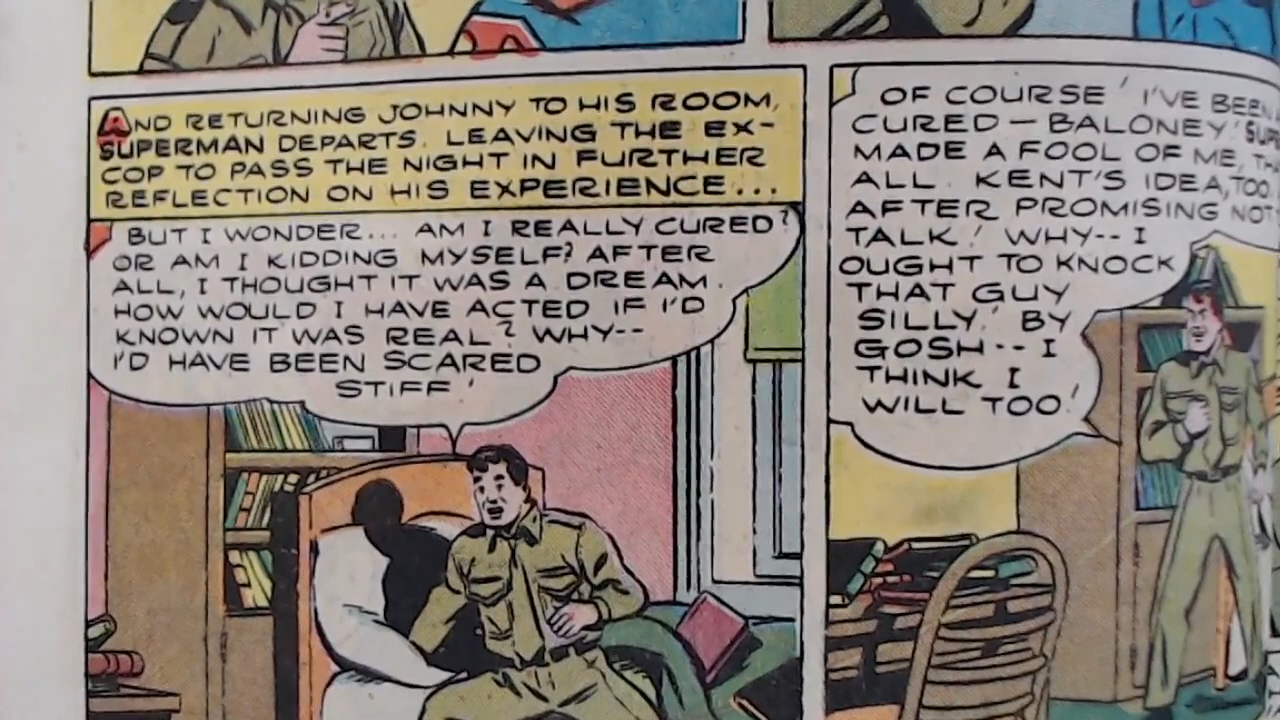 AND RETURNING JOHNNY TO HIS ROOM,
SUPERMAN DEPARTS. LEAVING THE EX-
COP TO PASS THE NIGHT IN FURTHER
REFLECTION ON HIS EXPERIENCE...
BUT I WONDER... AM I REALLY CURED?
OR AM I KIDDING MYSELF? AFTER
ALL, I THOUGHT IT WAS A DREAM.
HOW WOULD I HAVE ACTED IF I'D
KNOWN IT WAS REAL? WHY--
I'D HAVE BEEN SCARED
STIFF!
OF COURSE! I'VE BEEN
CURED — BALONEY!
MADE A FOOL OF ME,
ALL. KENT'S IDEA, TOO.
AFTER PROMISING NOT
TALK! WHY-- I
OUGHT TO KNOCK
THAT GUY
SILLY! BY
GOSH-- I
THINK I
WILL TOO!